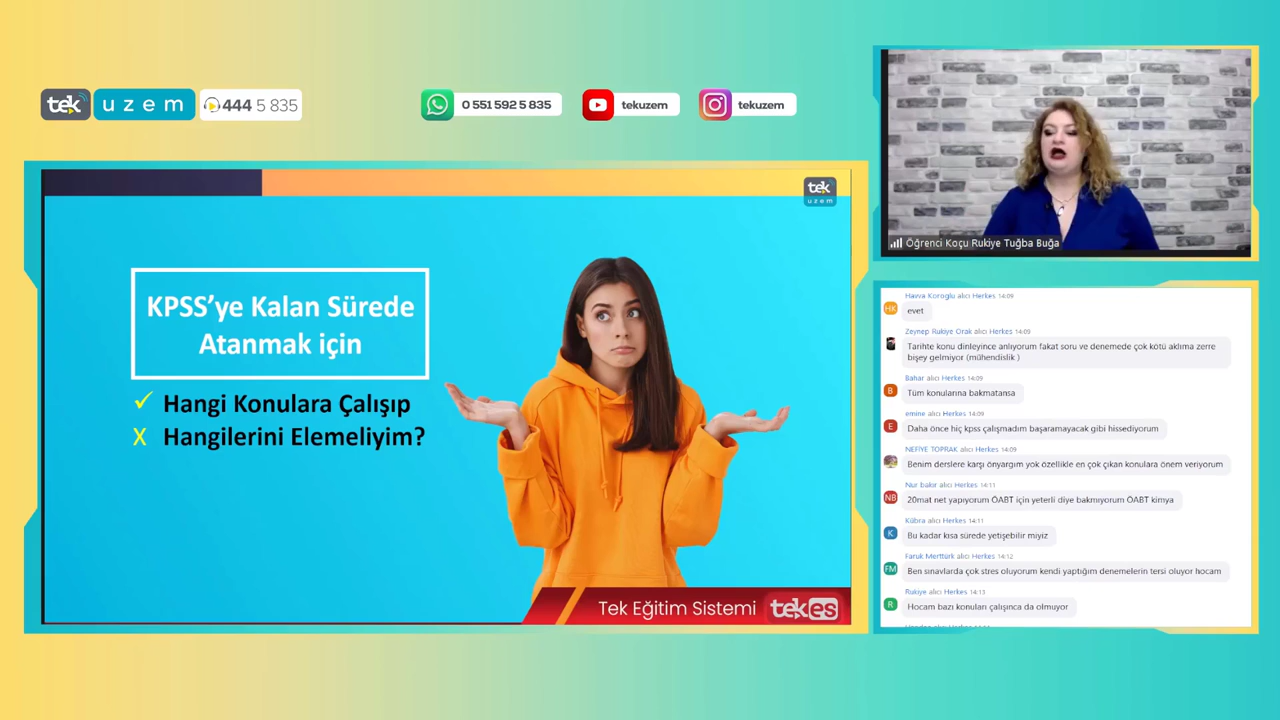 tek uzem 444 5 835
0 551 592 5 835
tekuzem
tekuzem
tek
uzem
KPSS’ye Kalan Sürede
Atanmak için
✓ Hangi Konulara Çalışıp
X Hangilerini Elemeliyim?
Tek Eğitim Sistemi tekes
Öğrenci Koçu Rukiye Tuğba Buğa
Havva Koroglu alıcı Herkes 14:09
HK
evet
Zeynep Rukiye Orak alıcı Herkes 14:09
Tarihte konu dinleyince anlıyorum fakat soru ve denemede çok kötü aklıma zerre
bişey gelmiyor (mühendislik )
Bahar alıcı Herkes 14:09
B
Tüm konularına bakmatansa
emine alıcı Herkes 14:09
E
Daha önce hiç kpss çalışmadım başaramayacak gibi hissediyorum
NEFİYE TOPRAK alıcı Herkes 14:09
Benim derslere karşı önyargım yok özellikle en çok çıkan konulara önem veriyorum
Nur bakır alıcı Herkes 14:11
NB
20mat net yapıyorum ÖABT için yeterli diye bakmıyorum ÖABT kimya
Kübra alıcı Herkes 14:11
K
Bu kadar kısa sürede yetişebilir miyiz
Faruk Merttürk alıcı Herkes 14:12
FM
Ben sınavlarda çok stres oluyorum kendi yaptığım denemelerin tersi oluyor hocam
Rukiye alıcı Herkes 14:13
R
Hocam bazı konuları çalışınca da olmuyor